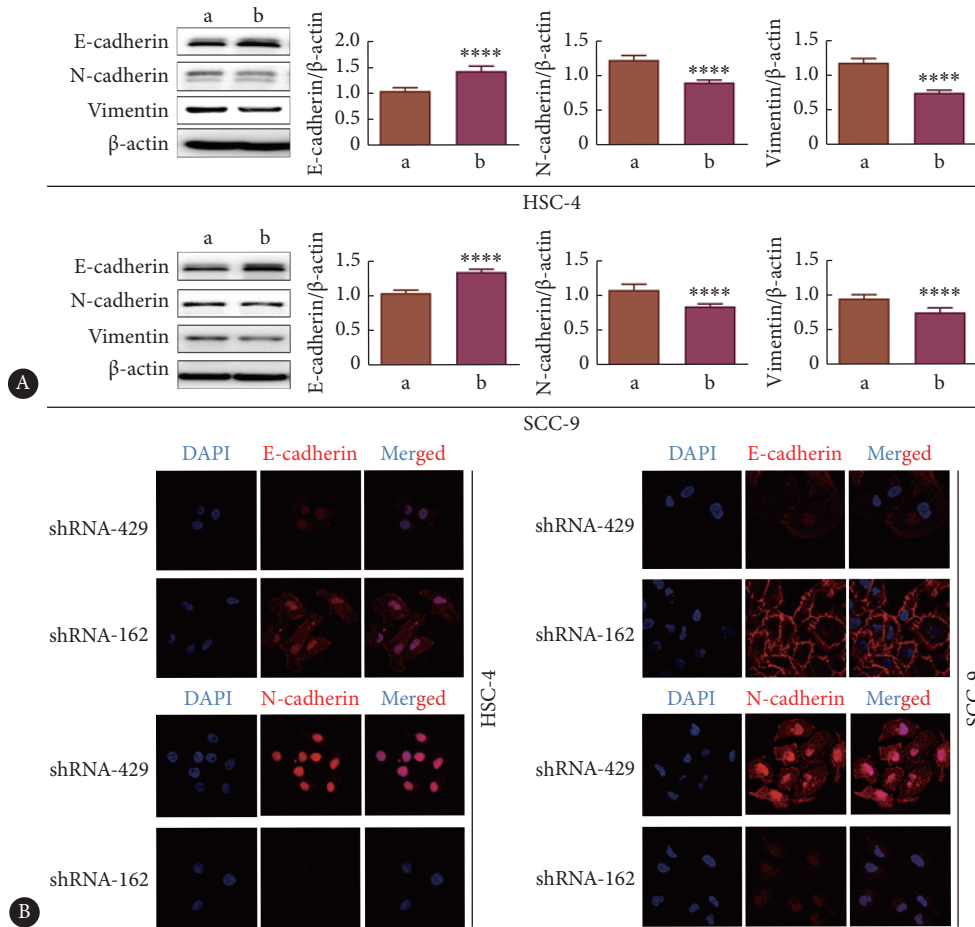 a b
E-cadherin
N-cadherin
Vimentin
β-actin
E-cadherin/β-actin
2.0
1.5
1.0
0.5
0
****
a b
N-cadherin/β-actin
1.5
1.0
0.5
0
****
a b
Vimentin/β-actin
1.5
1.0
0.5
0
****
a b
HSC-4
a b
E-cadherin
N-cadherin
Vimentin
β-actin
E-cadherin/β-actin
1.5
1.0
0.5
0
****
a b
N-cadherin/β-actin
1.5
1.0
0.5
0
****
a b
Vimentin/β-actin
1.5
1.0
0.5
0
****
a b
A
SCC-9
DAPI E-cadherin Merged
shRNA-429
shRNA-162
DAPI N-cadherin Merged
shRNA-429
shRNA-162
HSC-4
DAPI E-cadherin Merged
shRNA-429
shRNA-162
DAPI N-cadherin Merged
shRNA-429
shRNA-162
SCC-9
B